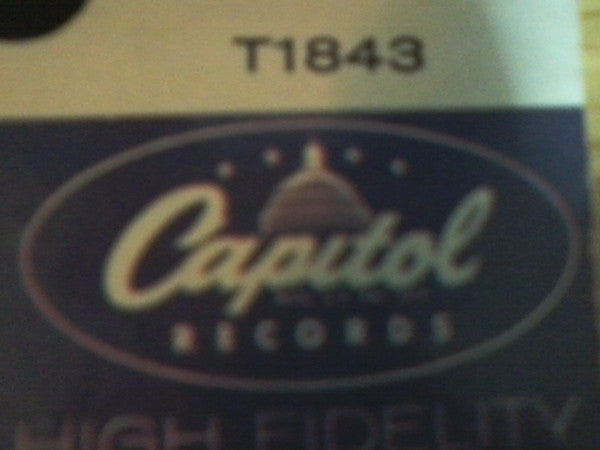 T1843
Capitol
RECORDS
HIGH FIDELITY